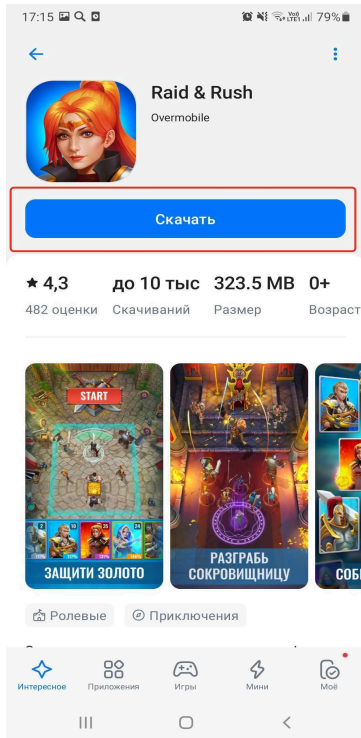 17:15
79%
Raid & Rush
Overmobile
Скачать
4,3
до 10 тыс
323.5 MB
0+
482 оценки
Скачиваний
Размер
Возраст
START
ЗАЩИТИ ЗОЛОТО
РАЗГРАБЬ
СОКРОВИЩНИЦУ
СОБ
Ролевые
Приключения
Интересное
Приложения
Игры
Мини
Моё